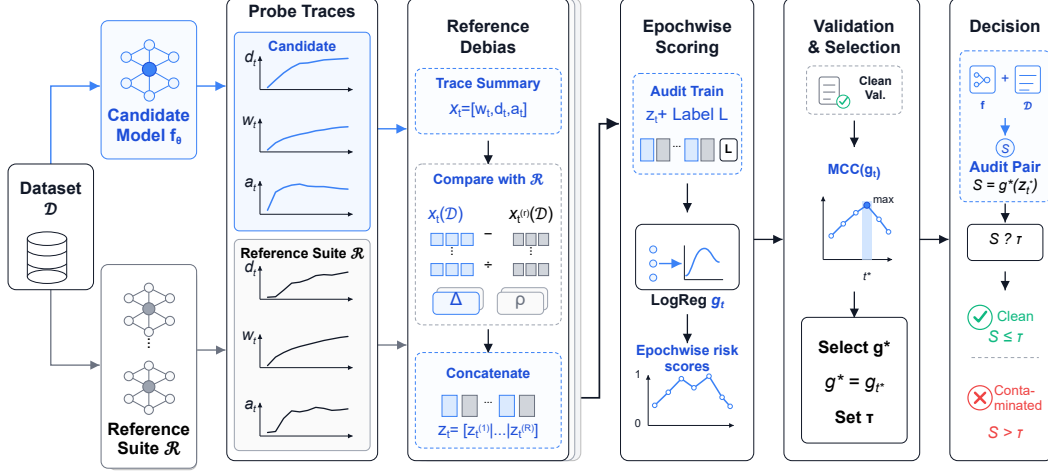 Dataset
𝒟
Candidate
Model f_θ
Reference
Suite ℛ
Probe Traces
Candidate
d_t
w_t
a_t
Reference Suite ℛ
d_t
w_t
a_t
Reference
Debias
Trace Summary
x_t=[w_t,d_t,a_t]
Compare with ℛ
x_t(𝒟)
x_t^(r)(𝒟)
−
⋮
⋮
÷
Δ
ρ
Concatenate
...
z_t= [z_t^(1)|...|z_t^(R)]
Epochwise
Scoring
Audit Train
z_t+ Label L
...
L
LogReg g_t
Epochwise risk
scores
1
0
Validation
& Selection
Clean
Val.
MCC(g_t)
max
t*
Select g*
g* = g_t*
Set τ
Decision
+
f
𝒟
S
Audit Pair
S = g*(z_t*)
S ? τ
Clean
S ≤ τ
Conta-
minated
S > τ